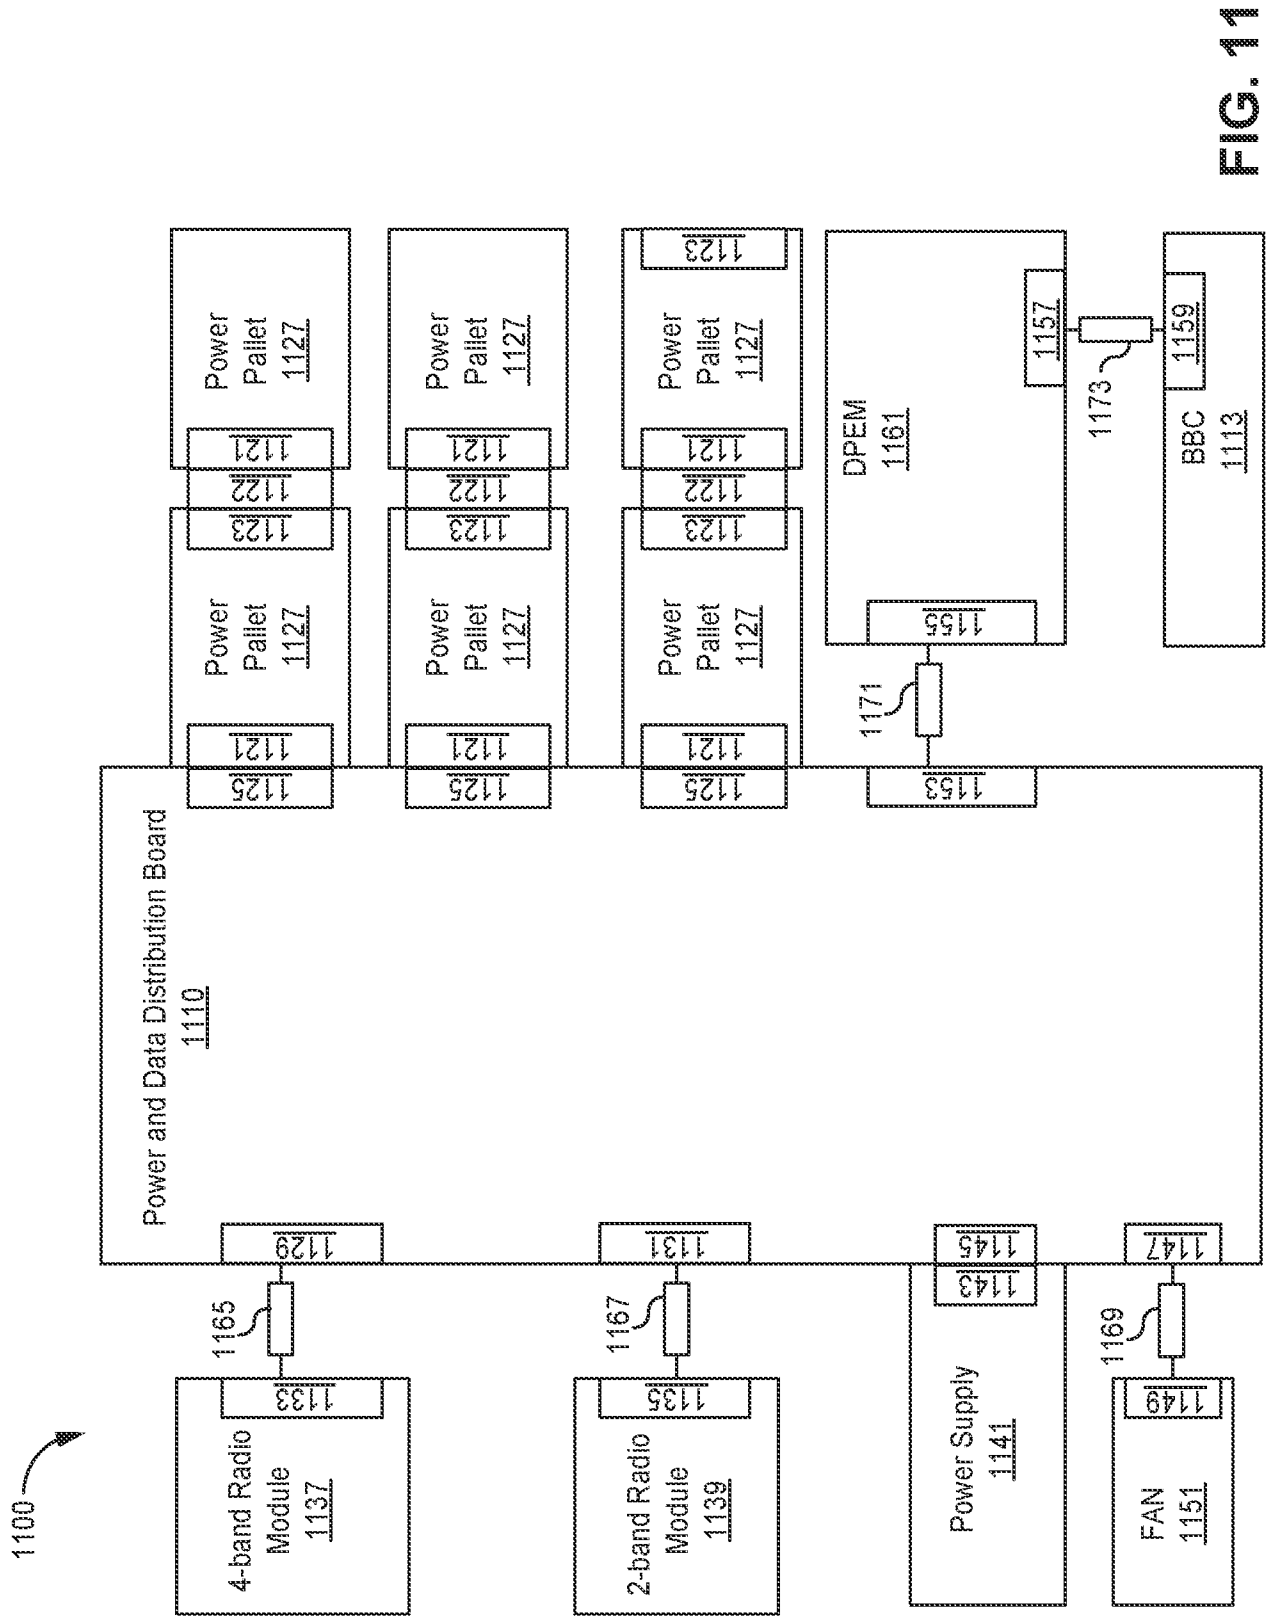 1100
Power and Data Distribution Board
1110
1129
1131
1145
1147
1125
1125
1125
1153
1165
1167
1143
1169
1133
4-band Radio
Module
1137
1135
2-band Radio
Module
1139
Power Supply
1141
1149
FAN
1151
1121
Power
Pallet
1127
1123
1122
1121
Power
Pallet
1127
1121
Power
Pallet
1127
1123
1122
1121
Power
Pallet
1127
1121
Power
Pallet
1127
1123
1122
1121
Power
Pallet
1127
1123
1171
1155
DPEM
1161
1157
1173
1159
BBC
1113
FIG. 11